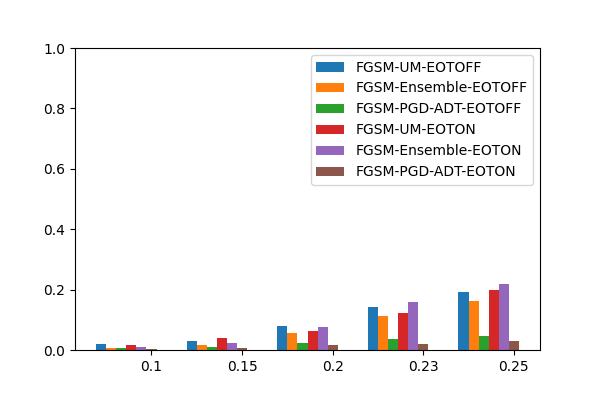 1.0
0.8
0.6
0.4
0.2
0.0
FGSM-UM-EOTOFF
FGSM-Ensemble-EOTOFF
FGSM-PGD-ADT-EOTOFF
FGSM-UM-EOTON
FGSM-Ensemble-EOTON
FGSM-PGD-ADT-EOTON
0.1 0.15 0.2 0.23 0.25